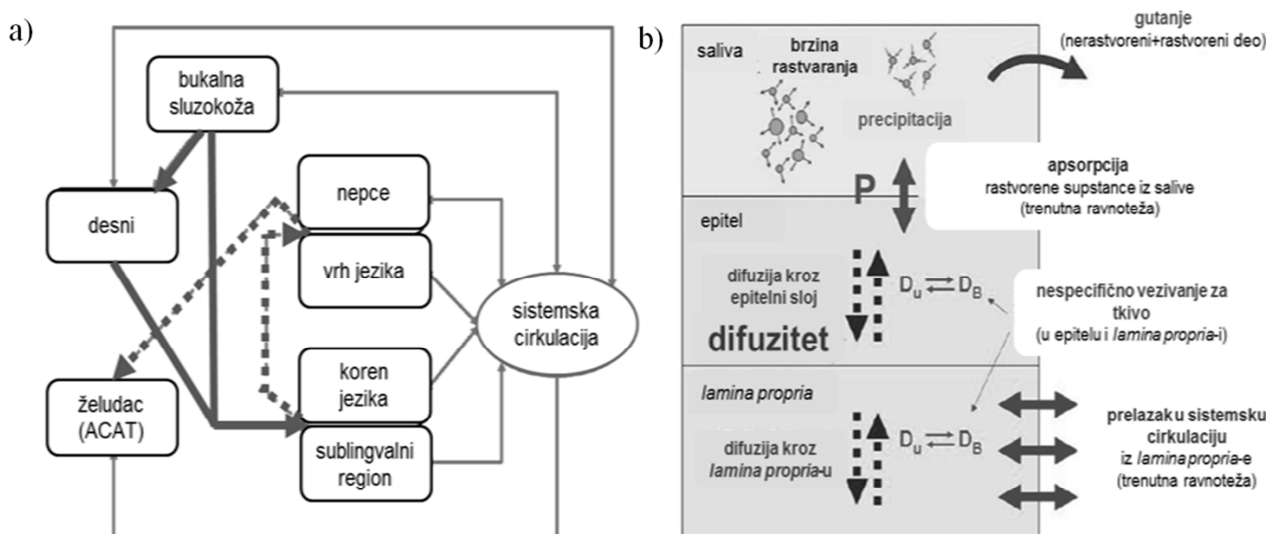 a)
bukalna
sluzokoža
desni
nepce
vrh jezika
želudac
(ACAT)
koren
jezika
sublingvalni
region
sistemska
cirkulacija
b)
saliva
brzina
rastvaranja
precipitacija
gutanje
(nerastvoreni+rastvoreni deo)
P
apsorpcija
rastvorene supstance iz salive
(trenutna ravnoteža)
epitel
difuzija kroz
epitelni sloj
difuzitet
Du ⇌ DB
nespecifično vezivanje za
tkivo
(u epitelu i lamina propria-i)
lamina propria
difuzija kroz
lamina propria-u
Du ⇌ DB
prelazak u sistemsku
cirkulaciju
iz lamina propria-e
(trenutna ravnoteža)